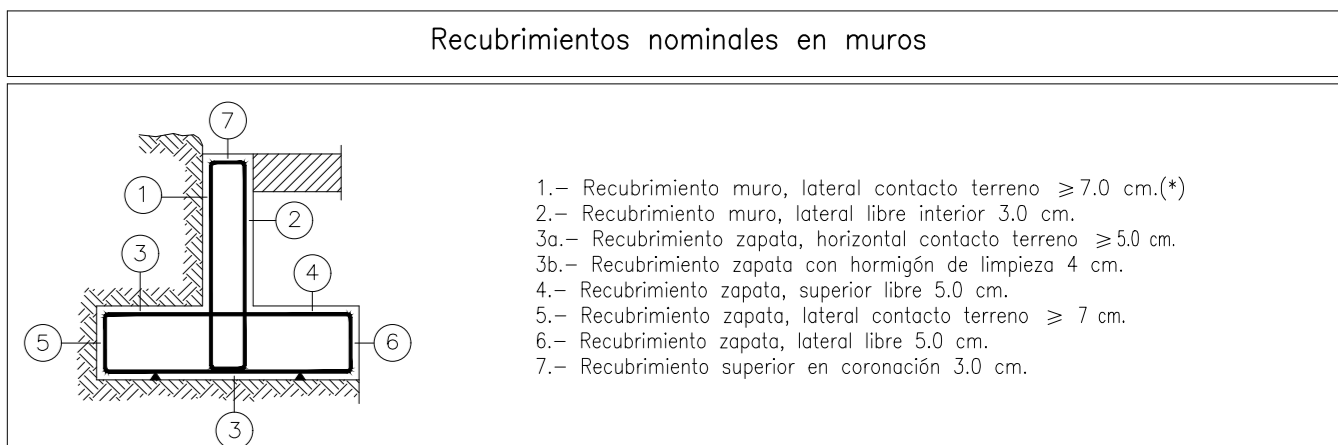 Recubrimientos nominales en muros
7
1
2
3
4
5
6
3
1.- Recubrimiento muro, lateral contacto terreno ⩾ 7.0 cm.(*)
2.- Recubrimiento muro, lateral libre interior 3.0 cm.
3a.- Recubrimiento zapata, horizontal contacto terreno ⩾ 5.0 cm.
3b.- Recubrimiento zapata con hormigón de limpieza 4 cm.
4.- Recubrimiento zapata, superior libre 5.0 cm.
5.- Recubrimiento zapata, lateral contacto terreno ⩾ 7 cm.
6.- Recubrimiento zapata, lateral libre 5.0 cm.
7.- Recubrimiento superior en coronación 3.0 cm.